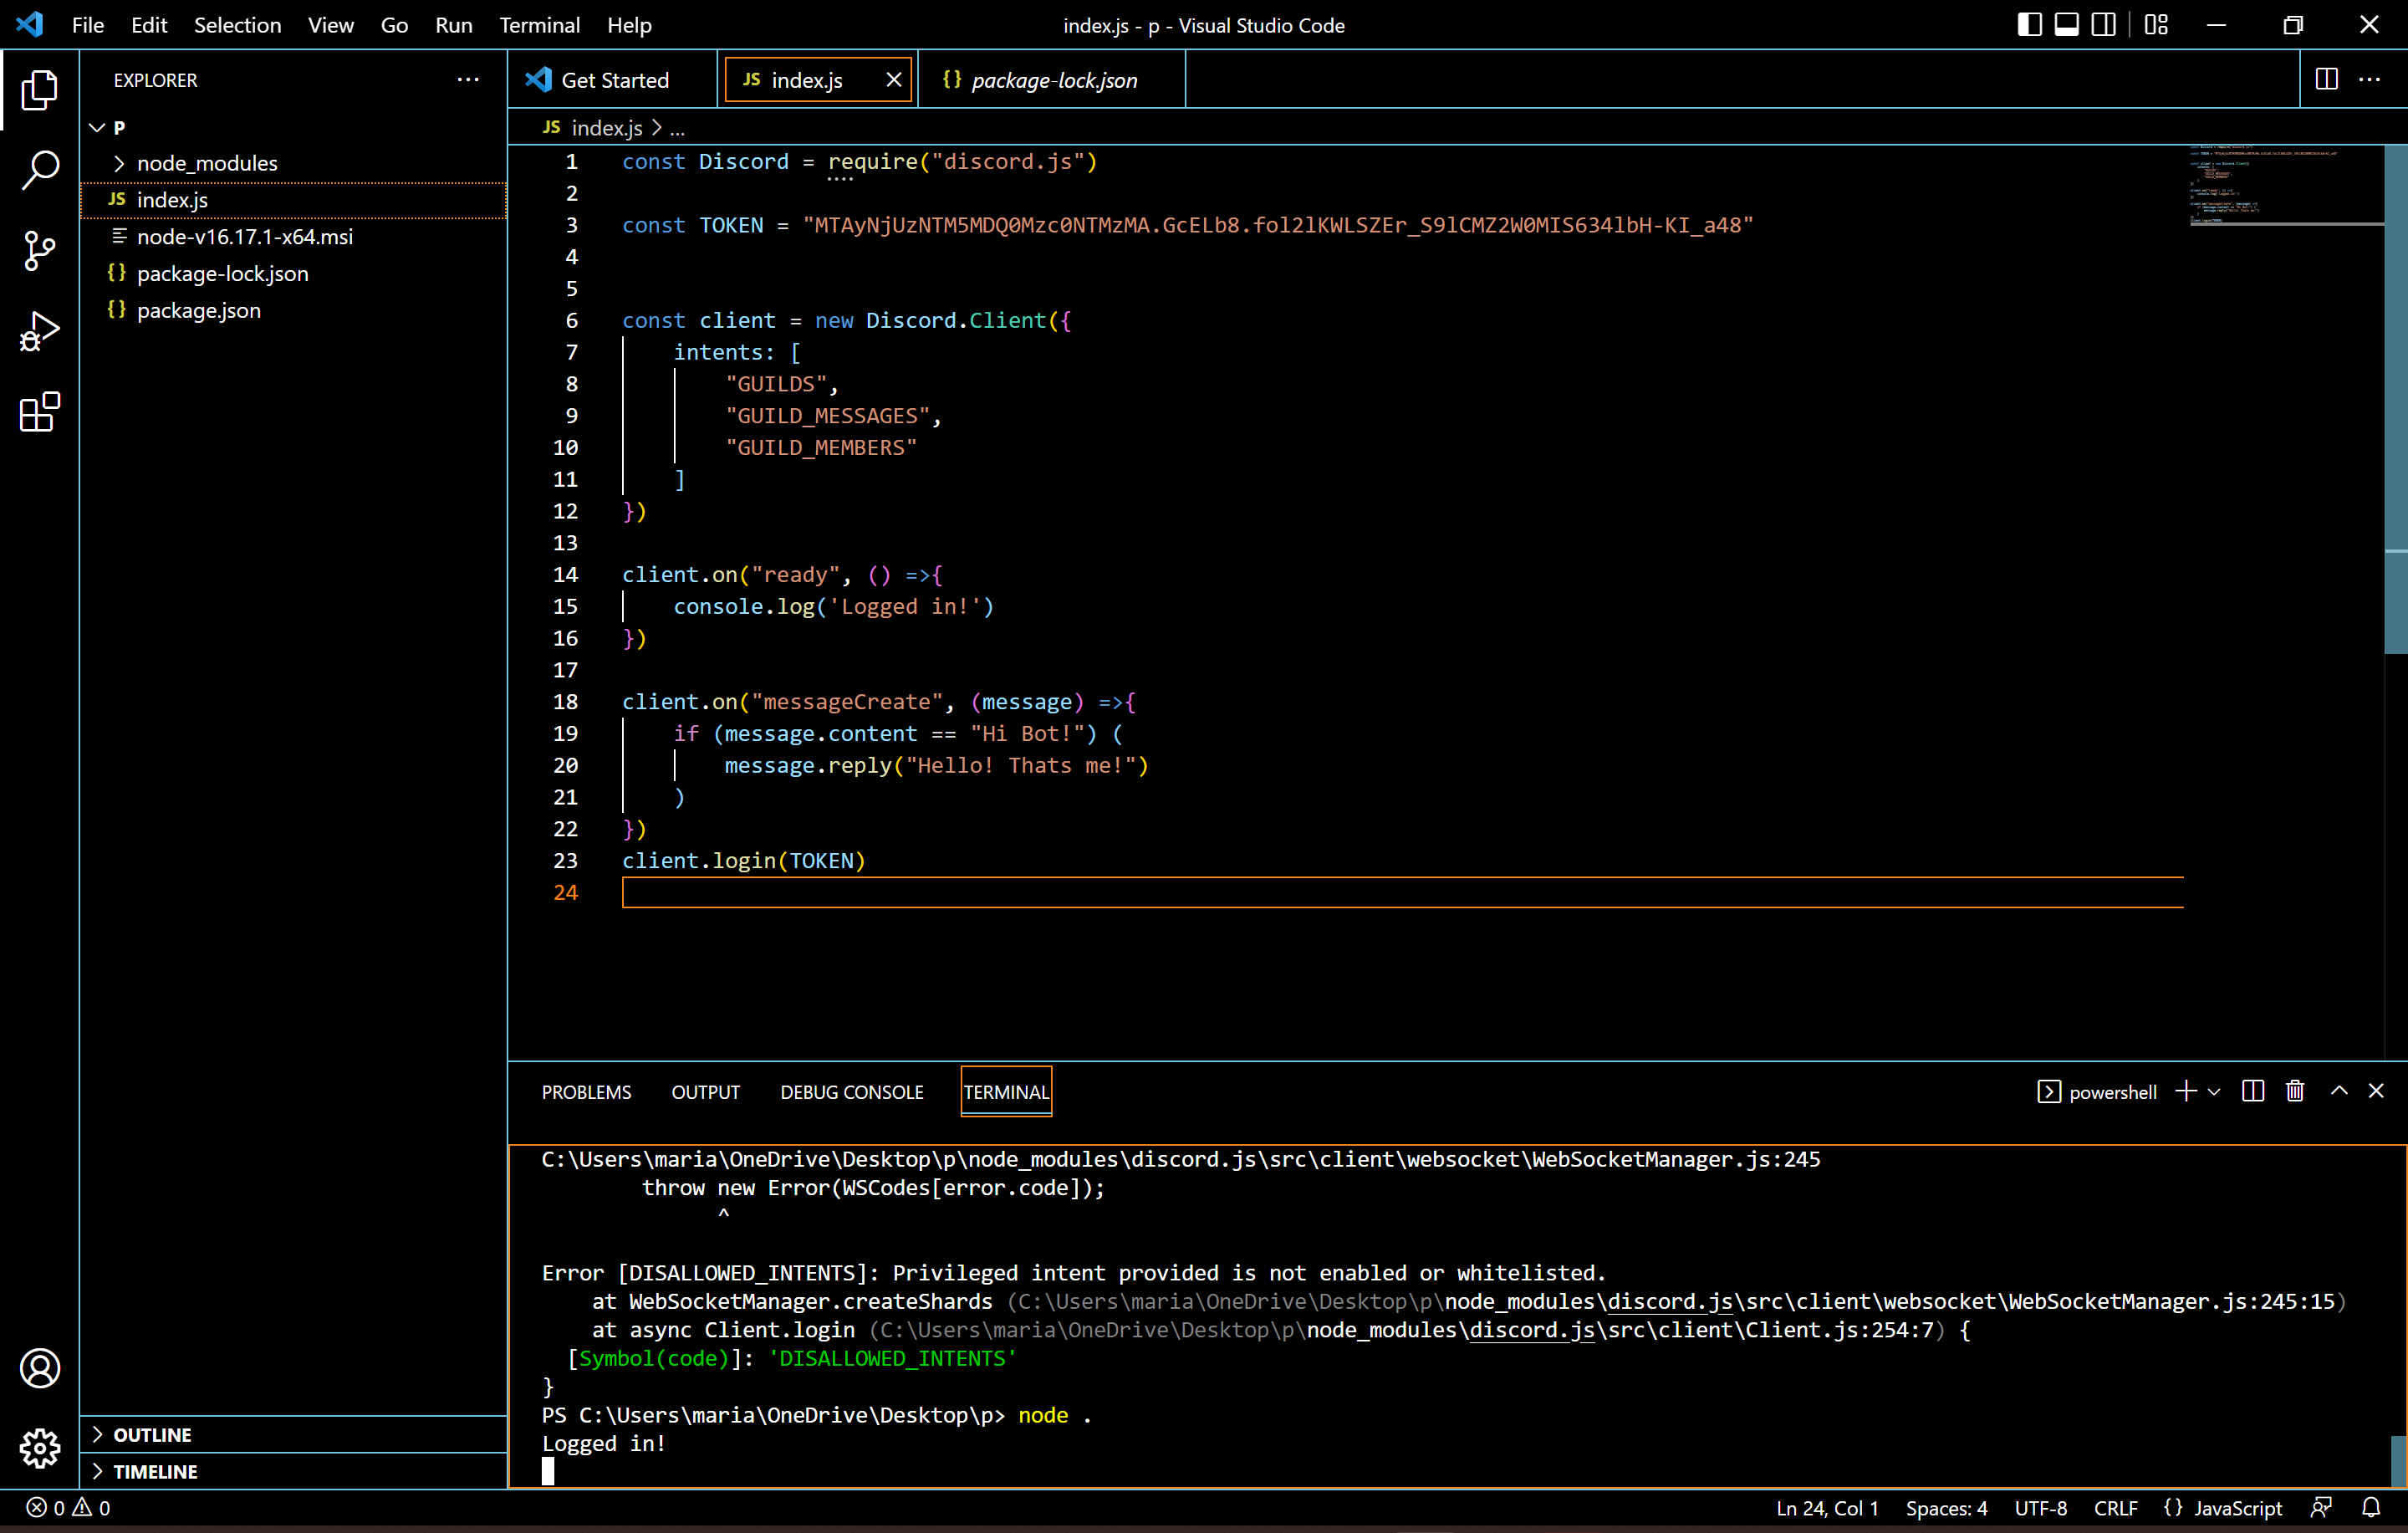 File Edit Selection View Go Run Terminal Help
index.js - p - Visual Studio Code
EXPLORER
P
node_modules
JS index.js
node-v16.17.1-x64.msi
{} package-lock.json
{} package.json
OUTLINE
TIMELINE
Get Started
JS index.js
{} package-lock.json
JS index.js > ...
1 const Discord = require("discord.js")
2
3 const TOKEN = "MTAyNjUzNTM5MDQ0Mzc0NTMzMA.GcELb8.fol2lKWLSZEr_S9lCMZ2W0MIS634lbH-KI_a48"
4
5
6 const client = new Discord.Client({
7 intents: [
8 "GUILDS",
9 "GUILD_MESSAGES",
10 "GUILD_MEMBERS"
11 ]
12 })
13
14 client.on("ready", () =>{
15 console.log('Logged in!')
16 })
17
18 client.on("messageCreate", (message) =>{
19 if (message.content == "Hi Bot!") (
20 message.reply("Hello! Thats me!")
21 )
22 })
23 client.login(TOKEN)
24
PROBLEMS OUTPUT DEBUG CONSOLE TERMINAL
powershell
C:\Users\maria\OneDrive\Desktop\p\node_modules\discord.js\src\client\websocket\WebSocketManager.js:245
throw new Error(WSCodes[error.code]);
^
Error [DISALLOWED_INTENTS]: Privileged intent provided is not enabled or whitelisted.
at WebSocketManager.createShards (C:\Users\maria\OneDrive\Desktop\p\node_modules\discord.js\src\client\websocket\WebSocketManager.js:245:15)
at async Client.login (C:\Users\maria\OneDrive\Desktop\p\node_modules\discord.js\src\client\Client.js:254:7) {
[Symbol(code)]: 'DISALLOWED_INTENTS'
}
PS C:\Users\maria\OneDrive\Desktop\p> node .
Logged in!
0 0
Ln 24, Col 1 Spaces: 4 UTF-8 CRLF {} JavaScript